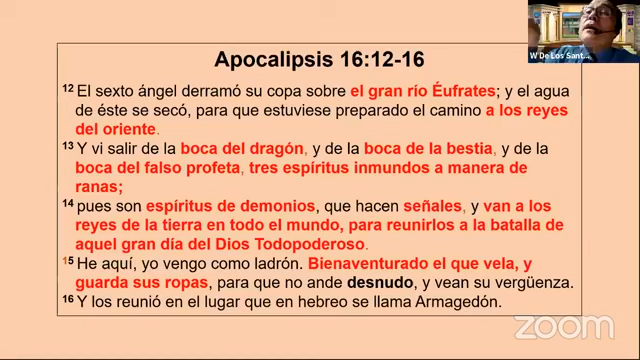 Apocalipsis 16:12-16
12 El sexto ángel derramó su copa sobre el gran río Éufrates; y el agua
de éste se secó, para que estuviese preparado el camino a los reyes
del oriente.
13 Y vi salir de la boca del dragón, y de la boca de la bestia, y de la
boca del falso profeta, tres espíritus inmundos a manera de
ranas;
14 pues son espíritus de demonios, que hacen señales, y van a los
reyes de la tierra en todo el mundo, para reunirlos a la batalla de
aquel gran día del Dios Todopoderoso.
15 He aquí, yo vengo como ladrón. Bienaventurado el que vela, y
guarda sus ropas, para que no ande desnudo, y vean su vergüenza.
16 Y los reunió en el lugar que en hebreo se llama Armagedón.
W De Los Sant...
zoom